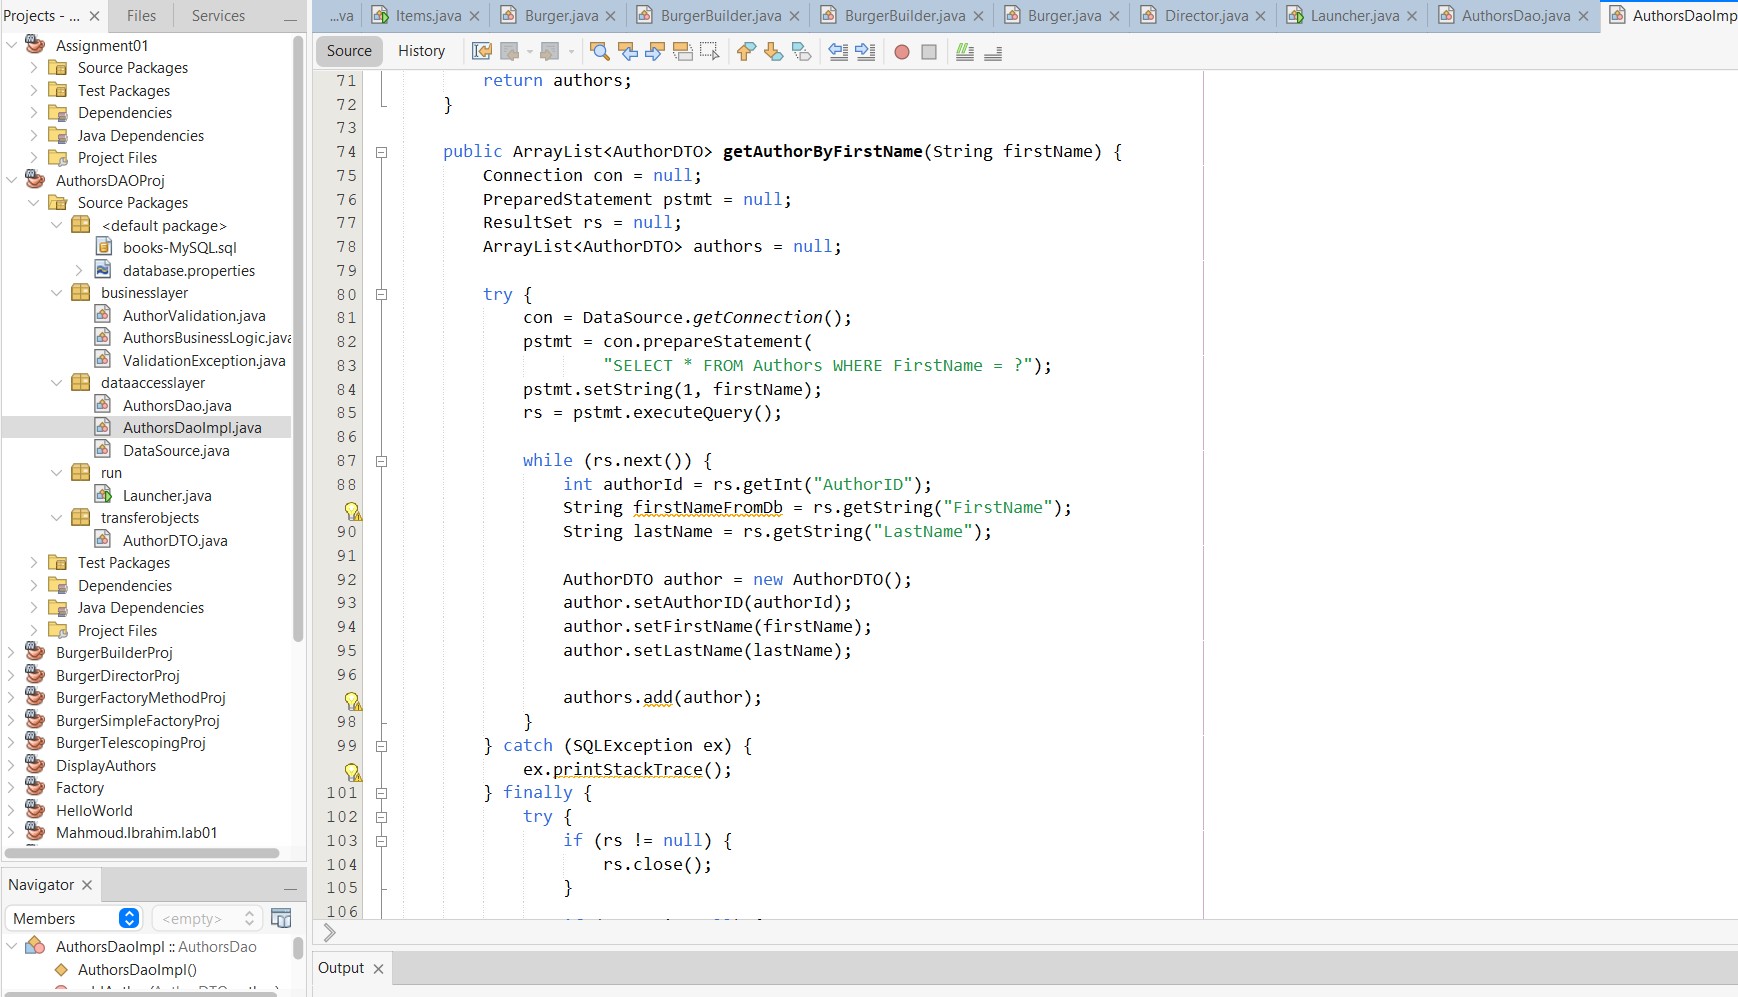 Projects - ...
Files
Services
Assignment01
Source Packages
Test Packages
Dependencies
Java Dependencies
Project Files
AuthorsDAOProj
Source Packages
<default package>
books-MySQL.sql
database.properties
businesslayer
AuthorValidation.java
AuthorsBusinessLogic.java
ValidationException.java
dataaccesslayer
AuthorsDao.java
AuthorsDaoImpl.java
DataSource.java
run
Launcher.java
transferobjects
AuthorDTO.java
Test Packages
Dependencies
Java Dependencies
Project Files
BurgerBuilderProj
BurgerDirectorProj
BurgerFactoryMethodProj
BurgerSimpleFactoryProj
BurgerTelescopingProj
DisplayAuthors
Factory
HelloWorld
Mahmoud.Ibrahim.lab01
Navigator
Members
<empty>
AuthorsDaoImpl :: AuthorsDao
AuthorsDaoImpl()
...va
Items.java
Burger.java
BurgerBuilder.java
BurgerBuilder.java
Burger.java
Director.java
Launcher.java
AuthorsDao.java
AuthorsDaoImp
Source
History
71 return authors;
72 }
73
74 public ArrayList<AuthorDTO> getAuthorByFirstName(String firstName) {
75 Connection con = null;
76 PreparedStatement pstmt = null;
77 ResultSet rs = null;
78 ArrayList<AuthorDTO> authors = null;
79
80 try {
81 con = DataSource.getConnection();
82 pstmt = con.prepareStatement(
83 "SELECT * FROM Authors WHERE FirstName = ?");
84 pstmt.setString(1, firstName);
85 rs = pstmt.executeQuery();
86
87 while (rs.next()) {
88 int authorId = rs.getInt("AuthorID");
String firstNameFromDb = rs.getString("FirstName");
90 String lastName = rs.getString("LastName");
91
92 AuthorDTO author = new AuthorDTO();
93 author.setAuthorID(authorId);
94 author.setFirstName(firstName);
95 author.setLastName(lastName);
96
authors.add(author);
98 }
99 } catch (SQLException ex) {
ex.printStackTrace();
101 } finally {
102 try {
103 if (rs != null) {
104 rs.close();
105 }
106
Output